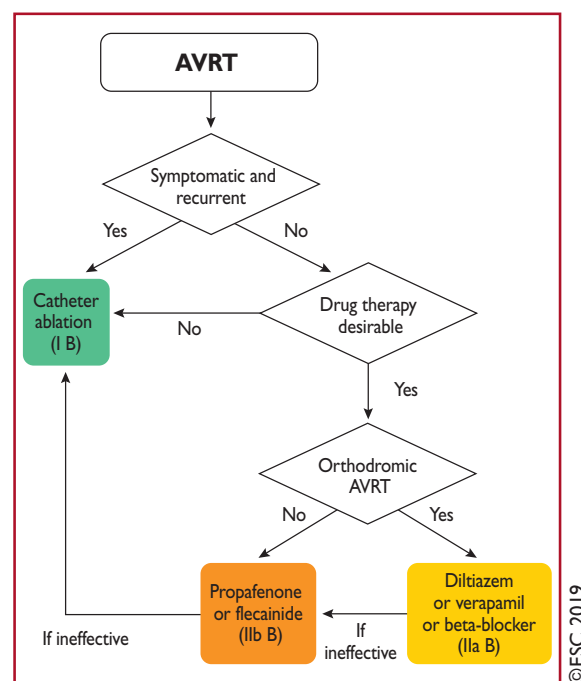 AVRT
Symptomatic and
recurrent
Yes
No
Catheter
ablation
(I B)
Drug therapy
desirable
No
Yes
Orthodromic
AVRT
No
Yes
Propafenone
or flecainide
(IIb B)
Diltiazem
or verapamil
or beta-blocker
(IIa B)
If ineffective
If
ineffective
©ESC 2019